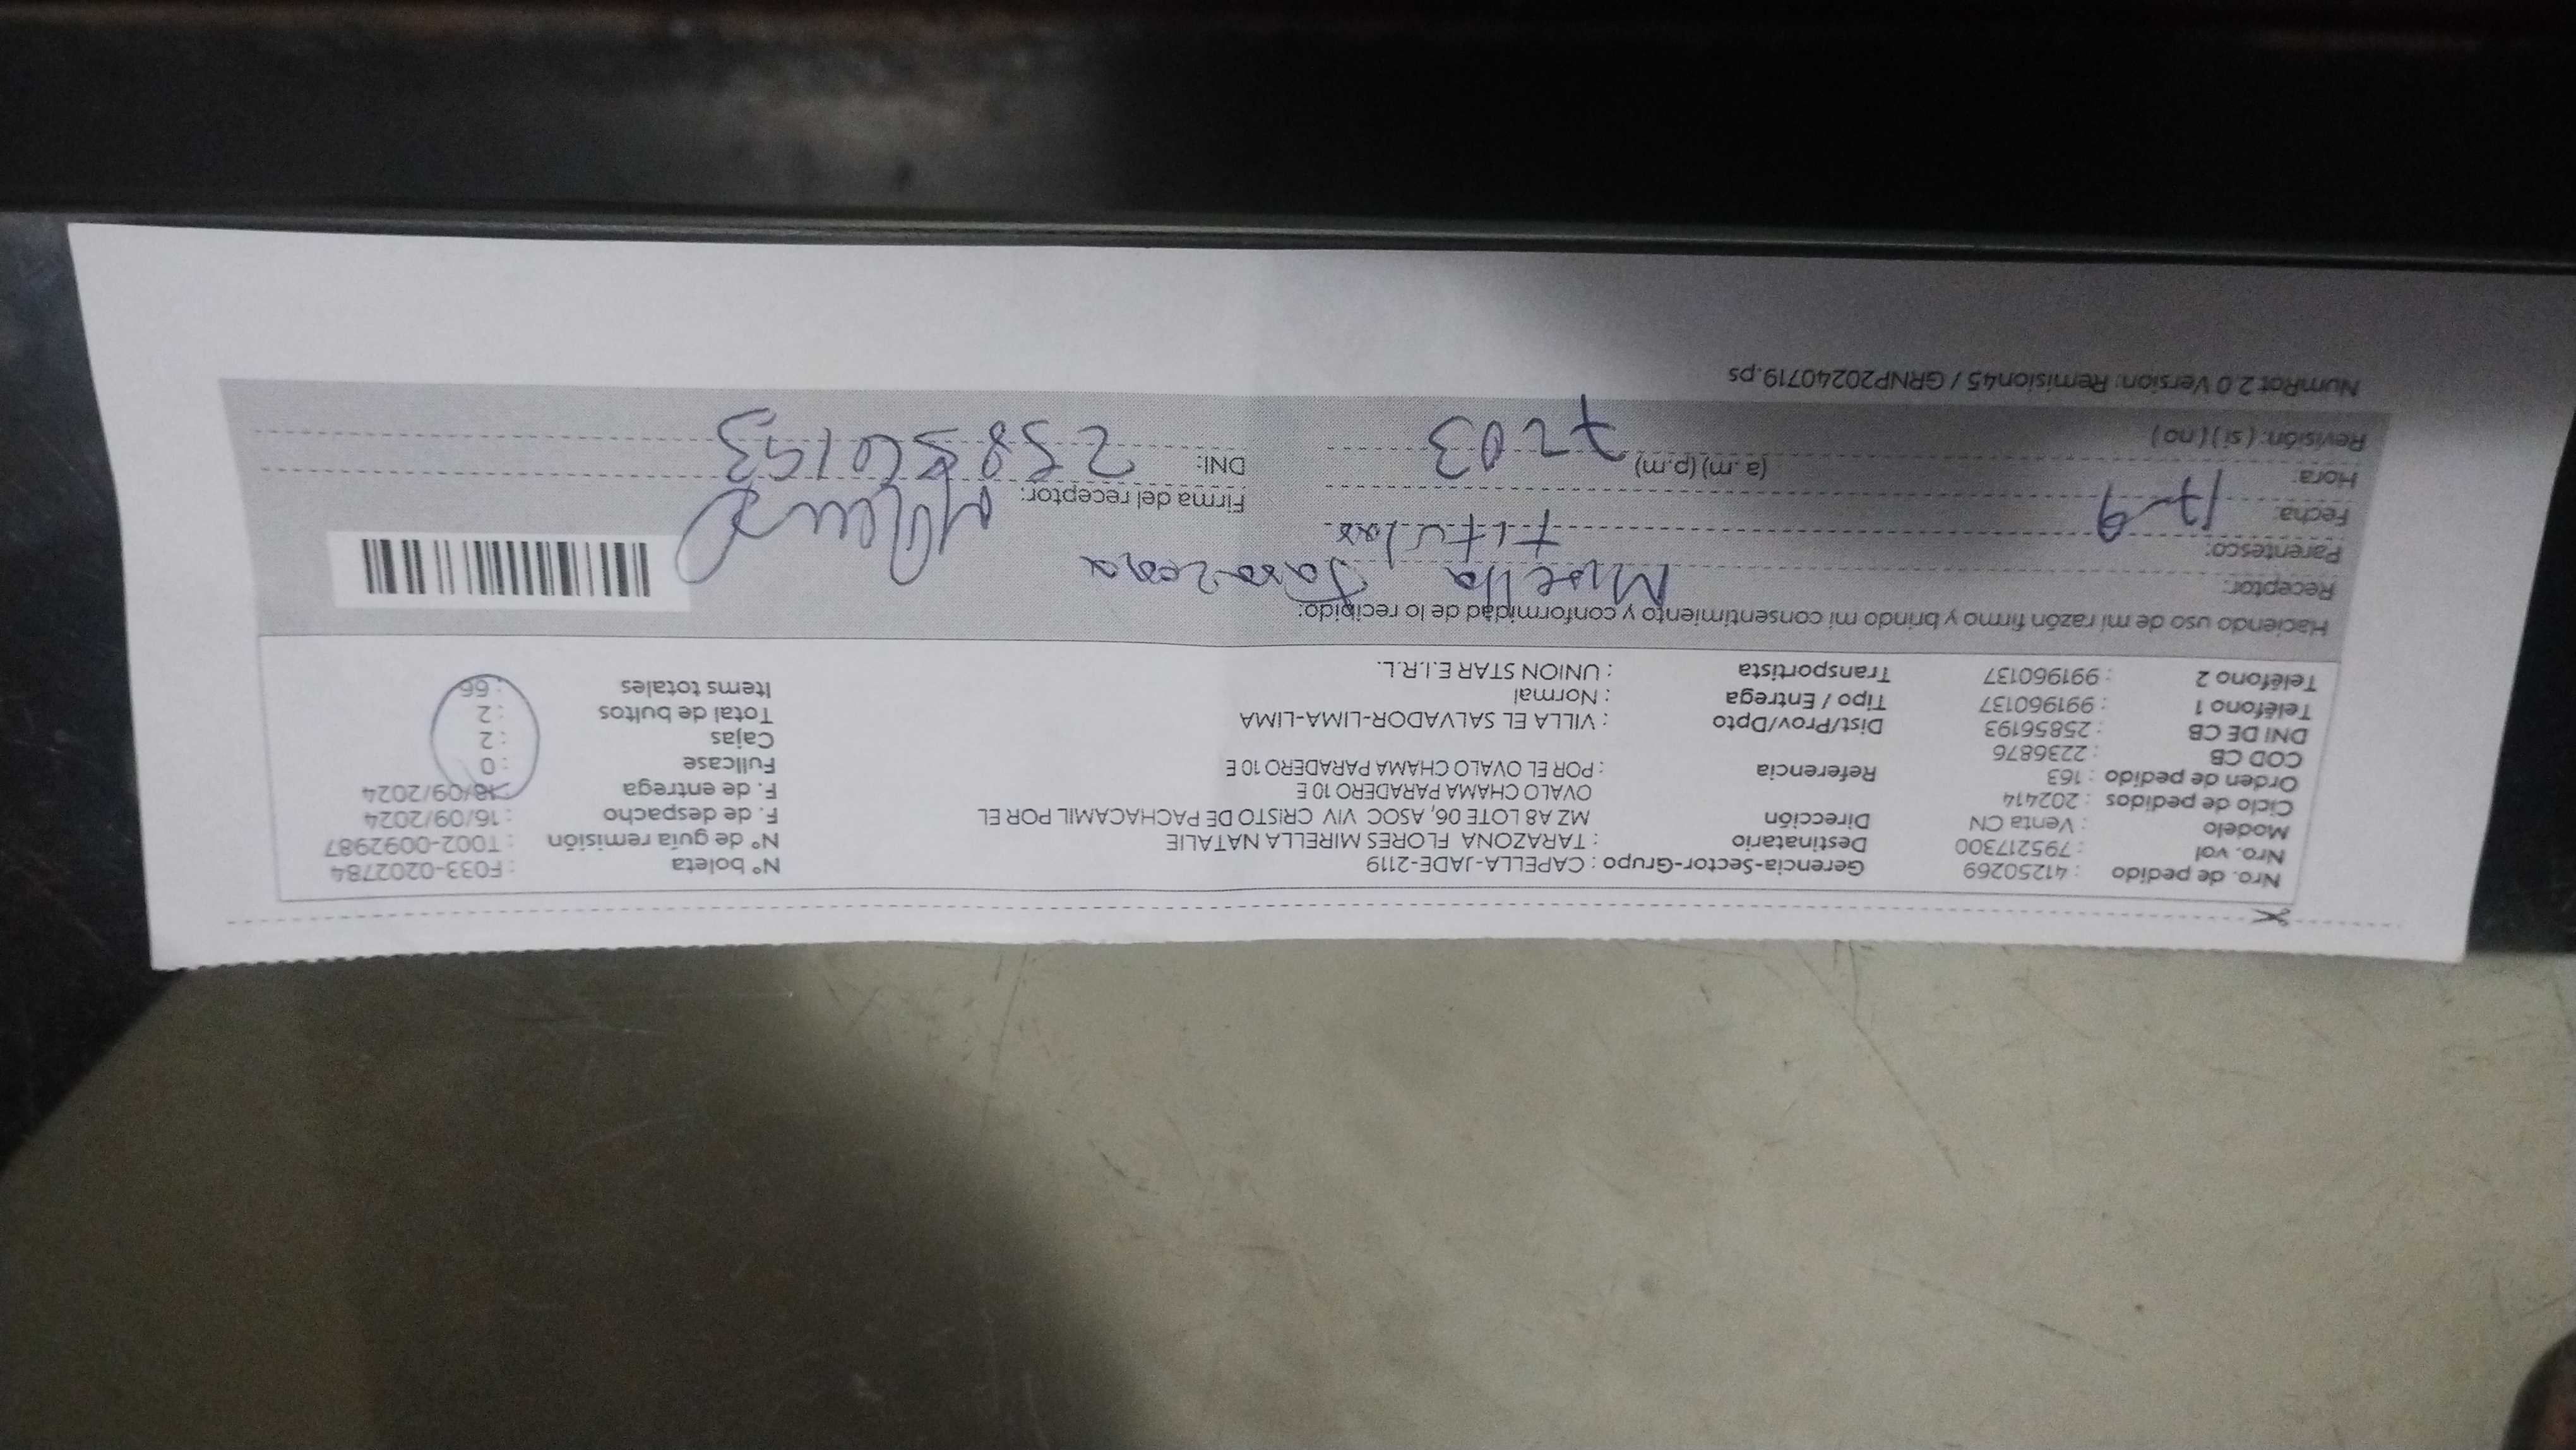 Nro. de pedido : 41250269 Gerencia-Sector-Grupo : CAPELLA-JADE-2119 N° boleta : F033-0202784
Nro. vol : 795217300 Destinatario : TARAZONA FLORES MIRELLA NATALIE N° de guía remisión : T002-0092987
Modelo : Venta CN Dirección MZ A8 LOTE 06, ASOC VIV CRISTO DE PACHACAMIL POR EL F. de despacho : 16/09/2024
Ciclo de pedidos : 202414 OVALO CHAMA PARADERO 10 E F. de entrega : 18/09/2024
Orden de pedido : 163 Referencia : POR EL OVALO CHAMA PARADERO 10 E Fullcase : 0
COD CB : 2236876 Cajas : 2
DNI DE CB : 25856193 Dist/Prov/Dpto : VILLA EL SALVADOR-LIMA-LIMA Total de bultos : 2
Teléfono 1 : 991960137 Tipo / Entrega : Normal Items totales : 66
Teléfono 2 : 991960137 Transportista : UNION STAR E.I.R.L.
Haciendo uso de mi razón firmo y brindo mi consentimiento y conformidad de lo recibido:
Receptor: Mirella Tarazona
Parentesco: Titular
Fecha: 17-9 Firma del receptor:
Hora: (a.m) (p.m) 7203 DNI: 25856193
Revisión: ( si ) ( no )
NumRot 2.0 Version: Remision45 / GRNP20240719.ps